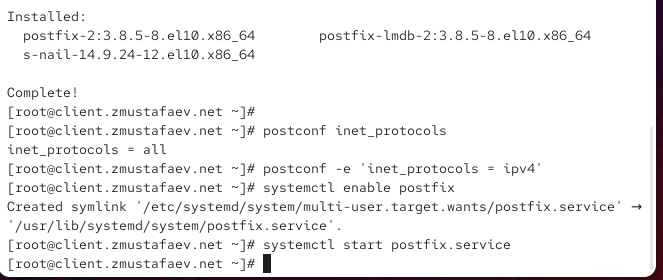 Installed:
  postfix-2:3.8.5-8.el10.x86_64        postfix-lmdb-2:3.8.5-8.el10.x86_64
  s-nail-14.9.24-12.el10.x86_64

Complete!
[root@client.zmustafaev.net ~]#
[root@client.zmustafaev.net ~]# postconf inet_protocols
inet_protocols = all
[root@client.zmustafaev.net ~]# postconf -e 'inet_protocols = ipv4'
[root@client.zmustafaev.net ~]# systemctl enable postfix
Created symlink '/etc/systemd/system/multi-user.target.wants/postfix.service' →
'/usr/lib/systemd/system/postfix.service'.
[root@client.zmustafaev.net ~]# systemctl start postfix.service
[root@client.zmustafaev.net ~]#